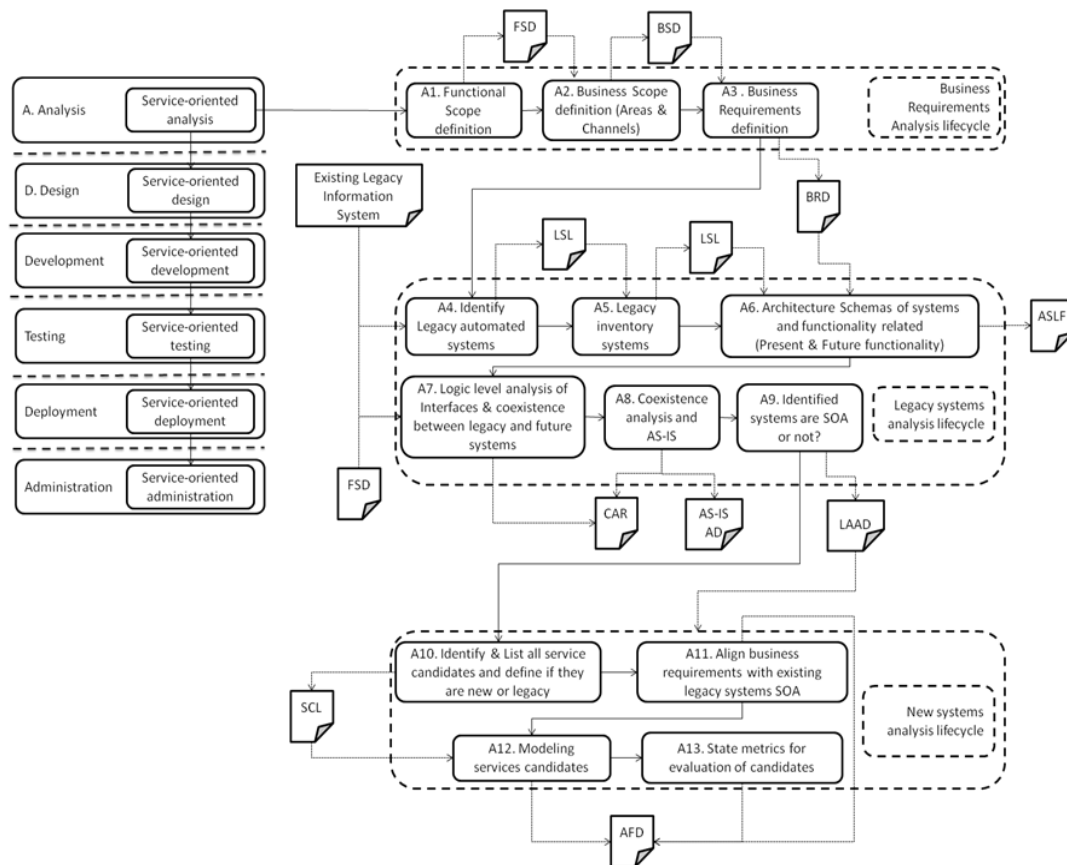 FSD
BSD
A. Analysis
Service-oriented
analysis
A1. Functional
Scope
definition
A2. Business Scope
definition (Areas &
Channels)
A3 . Business
Requirements
definition
Business
Requirements
Analysis lifecycle
D. Design
Service-oriented
design
Existing Legacy
Information
System
BRD
Development
Service-oriented
development
LSL
LSL
Testing
Service-oriented
testing
A4. Identify
Legacy automated
systems
A5. Legacy
inventory
systems
A6. Architecture Schemas of systems
and functionality related
(Present & Future functionality)
ASLF
Deployment
Service-oriented
deployment
A7. Logic level analysis of
Interfaces & coexistence
between legacy and future
systems
A8. Coexistence
analysis and
AS-IS
A9. Identified
systems are SOA
or not?
Legacy systems
analysis lifecycle
Administration
Service-oriented
administration
FSD
CAR
AS-IS
AD
LAAD
A10. Identify & List all service
candidates and define if they
are new or legacy
A11. Align business
requirements with existing
legacy systems SOA
SCL
New systems
analysis lifecycle
A12. Modeling
services candidates
A13. State metrics for
evaluation of candidates
AFD